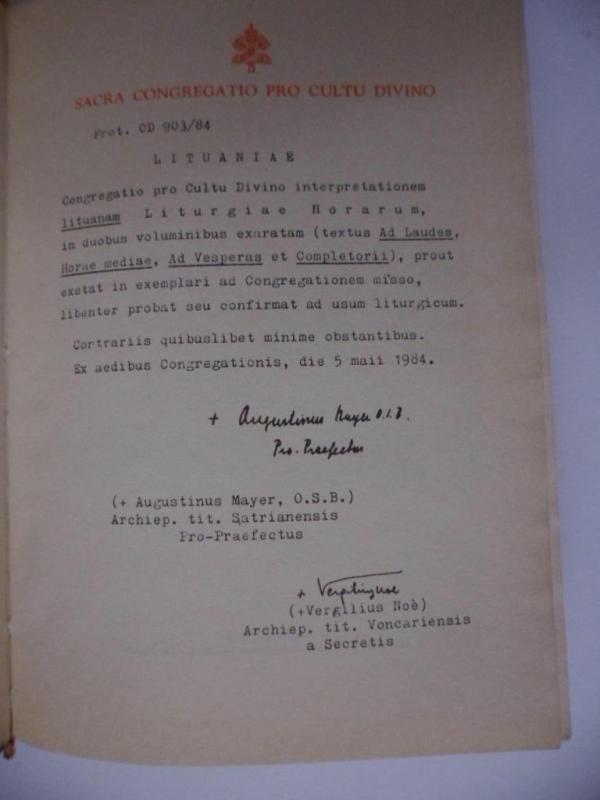 SACRA CONGREGATIO PRO CULTU DIVINO
Prot. CD 903/84
LITUANIAE
Congregatio pro Cultu Divino interpretationem
lituanam Liturgiae Horarum,
in duobus voluminibus exaratam (textus Ad Laudes,
Horae mediae, Ad Vesperas et Completorii), prout
exstat in exemplari ad Congregationem misso,
libenter probat seu confirmat ad usum liturgicum.
Contrariis quibuslibet minime obstantibus.
Ex aedibus Congregationis, die 5 maii 1984.
+ Augustinus Mayer O.S.B.
Pro-Praefectus
(+ Augustinus Mayer, O.S.B.)
Archiep. tit. Satrianensis
Pro-Praefectus
+ Vergilius Noè
(+Vergilius Noè)
Archiep. tit. Voncariensis
a Secretis